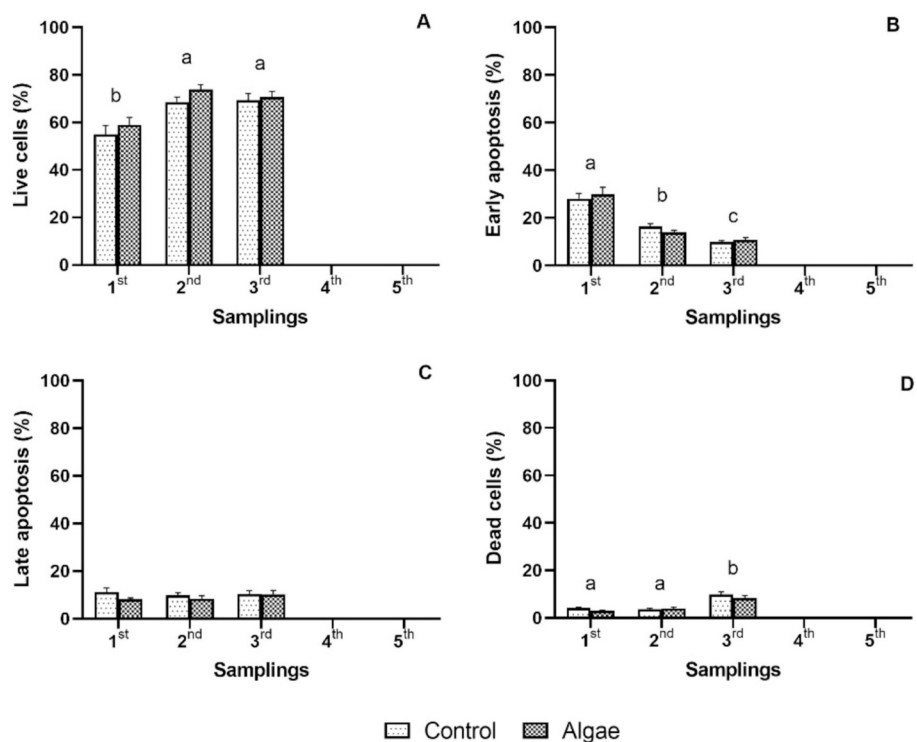 A
Live cells (%)
100
80
60
40
20
0
b
a
a
1st 2nd 3rd 4th 5th
Samplings
B
Early apoptosis (%)
100
80
60
40
20
0
a
b
c
1st 2nd 3rd 4th 5th
Samplings
C
Late apoptosis (%)
100
80
60
40
20
0
1st 2nd 3rd 4th 5th
Samplings
D
Dead cells (%)
100
80
60
40
20
0
a
a
b
1st 2nd 3rd 4th 5th
Samplings
Control Algae